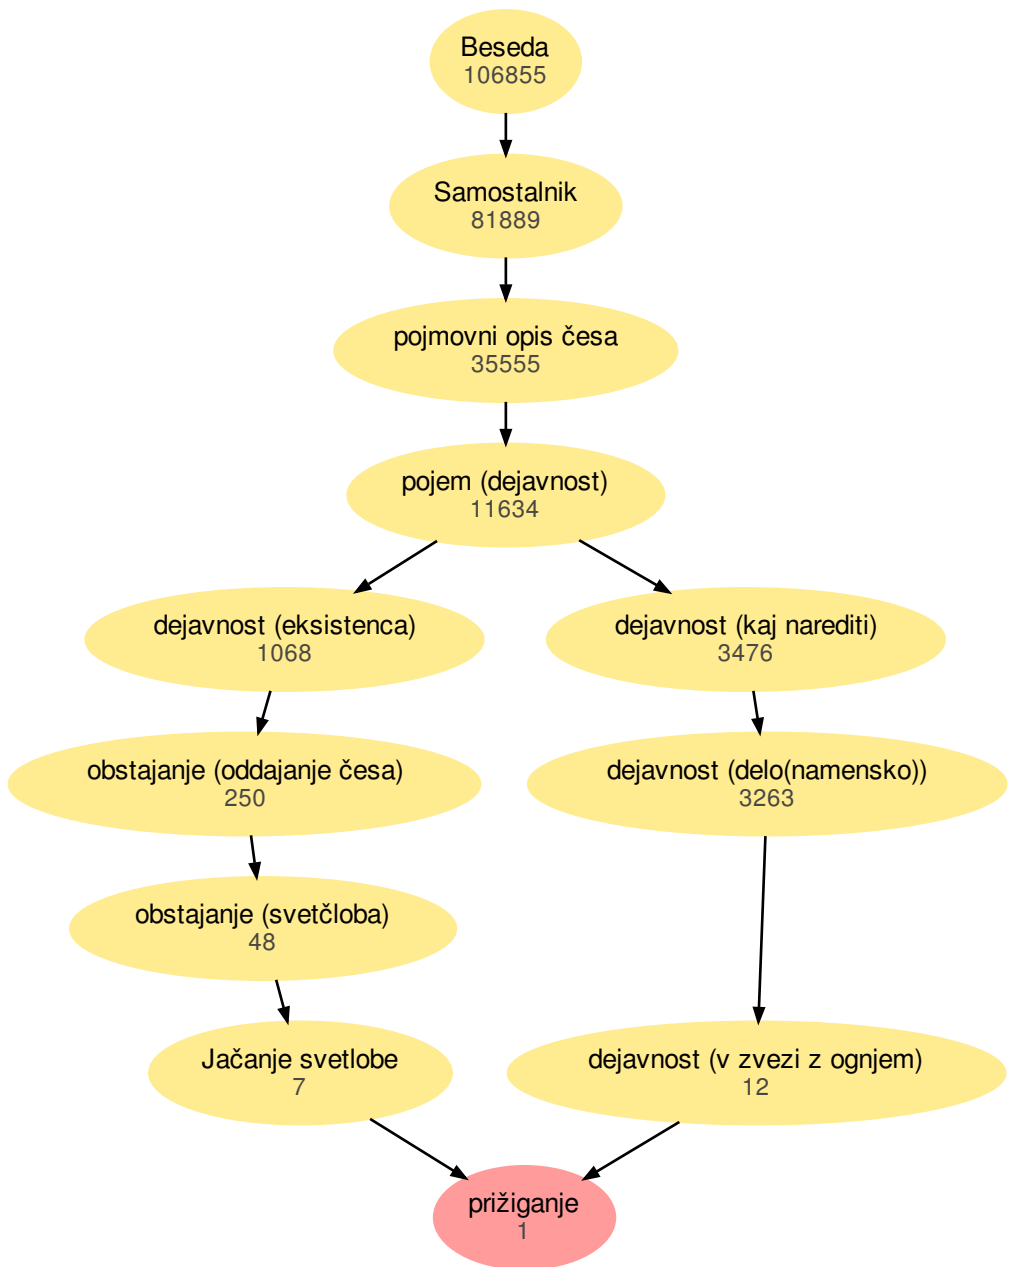 Beseda
106855
Samostalnik
81889
pojmovni opis česa
35555
pojem (dejavnost)
11634
dejavnost (eksistenca)
1068
dejavnost (kaj narediti)
3476
obstajanje (oddajanje česa)
250
dejavnost (delo(namensko))
3263
obstajanje (svetčloba)
48
Jačanje svetlobe
7
dejavnost (v zvezi z ognjem)
12
prižiganje
1